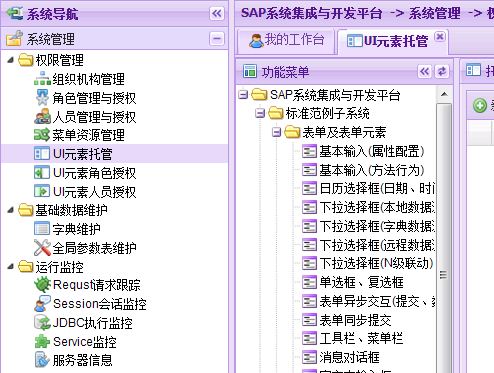 系统导航
系统管理
权限管理
组织机构管理
角色管理与授权
人员管理与授权
菜单资源管理
UI元素托管
UI元素角色授权
UI元素人员授权
基础数据维护
字典维护
全局参数表维护
运行监控
Requst请求跟踪
Session会话监控
JDBC执行监控
Service监控
服务器信息
SAP系统集成与开发平台 -> 系统管理 ->
我的工作台
UI元素托管
功能菜单
SAP系统集成与开发平台
标准范例子系统
表单及表单元素
基本输入(属性配置)
基本输入(方法行为)
日历选择框(日期、时间
下拉选择框(本地数据
下拉选择框(字典数据
下拉选择框(远程数据
下拉选择框(N级联动)
单选框、复选框
表单异步交互(提交、
表单同步提交
工具栏、菜单栏
消息对话框